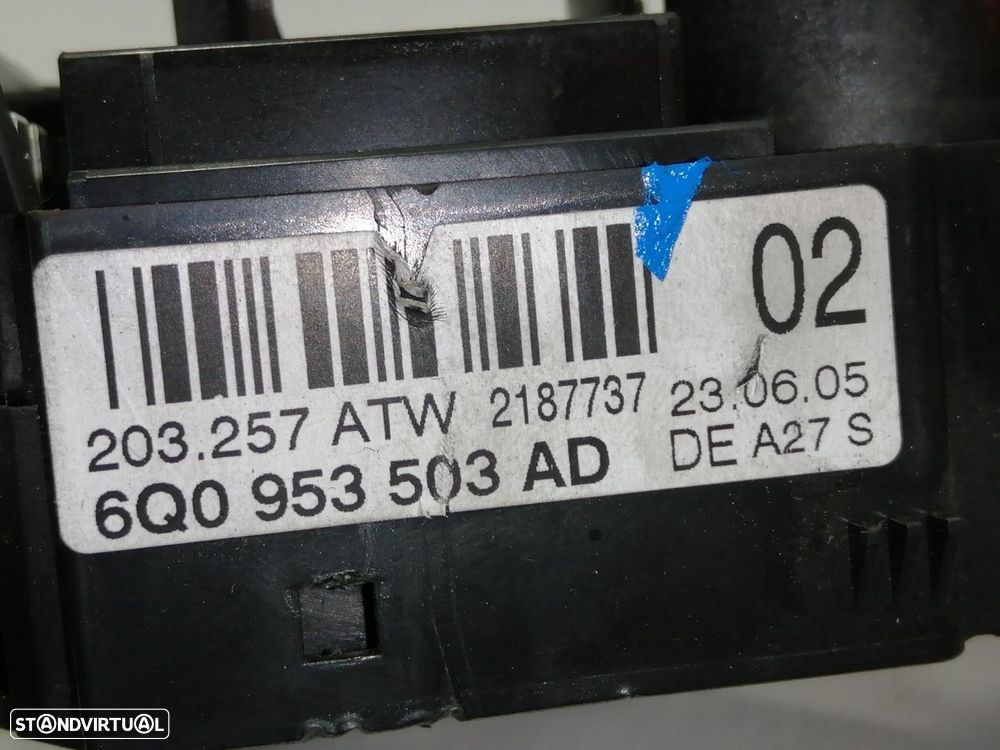 02
203.257 ATW 2187737 23.06.05
6Q0 953 503 AD DE A27 S
STANDVIRTUAL